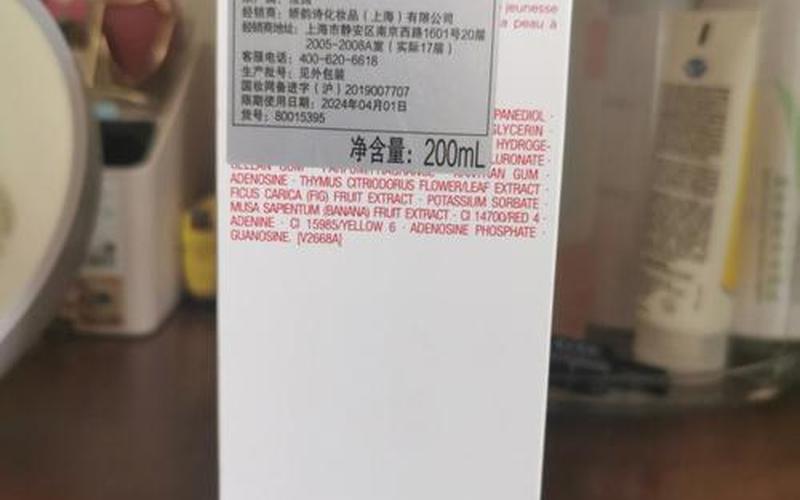 jeunesse
a peau à
经销商：娇韵诗化妆品（上海）有限公司
经销商地址：上海市静安区南京西路1601号20层
2005-2008A室（实际17层）
客服电话：400-620-6618
生产批号：见外包装
国妆网备进字（沪）2019007707
限期使用日期：2024年04月01日
货号：80015395
净含量：200mL
PANEDIOL ·
GLYCERIN ·
HYDROGE-
LURONATE ·
GUM ·
ADENOSINE · THYMUS CITRIODORUS FLOWER/LEAF EXTRACT ·
FICUS CARICA (FIG) FRUIT EXTRACT · POTASSIUM SORBATE ·
MUSA SAPIENTUM (BANANA) FRUIT EXTRACT · CI 14700/RED 4 ·
ADENINE · CI 15985/YELLOW 6 · ADENOSINE PHOSPHATE ·
GUANOSINE. [V2668A]